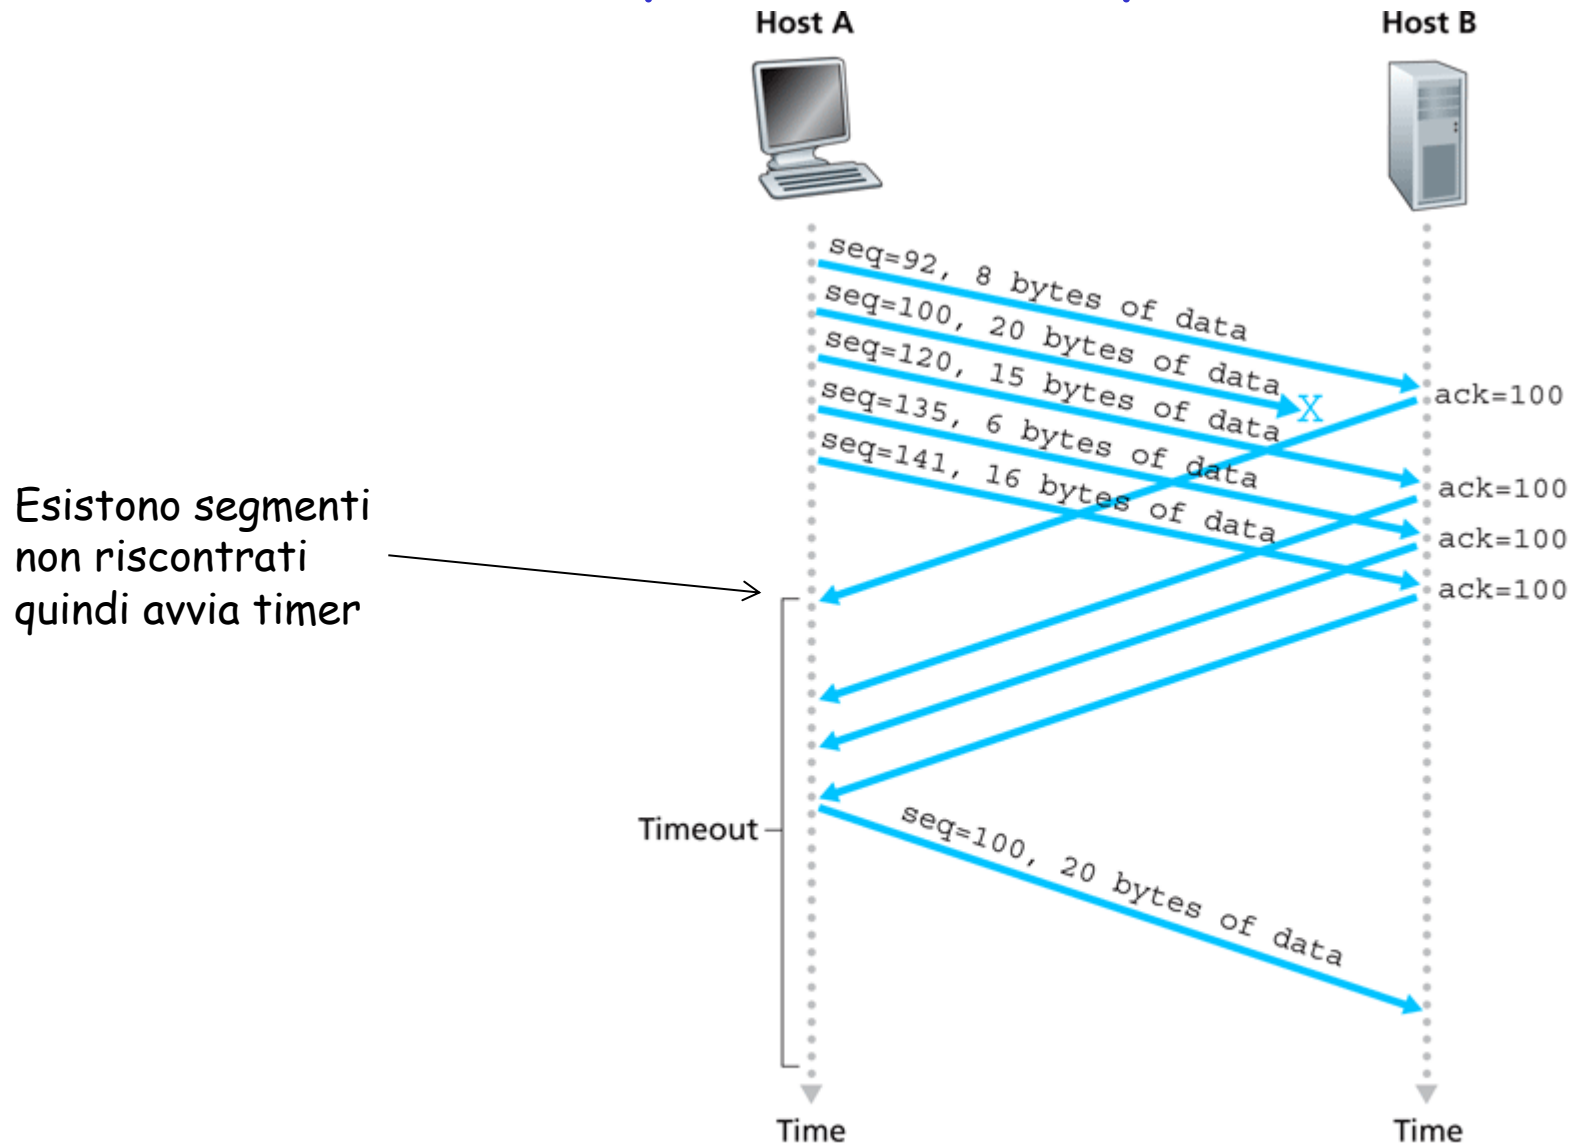 Host A
Host B
seq=92, 8 bytes of data
seq=100, 20 bytes of data
X
seq=120, 15 bytes of data
seq=135, 6 bytes of data
seq=141, 16 bytes of data
ack=100
ack=100
ack=100
ack=100
Esistono segmenti
non riscontrati
quindi avvia timer
Timeout
seq=100, 20 bytes of data
Time
Time